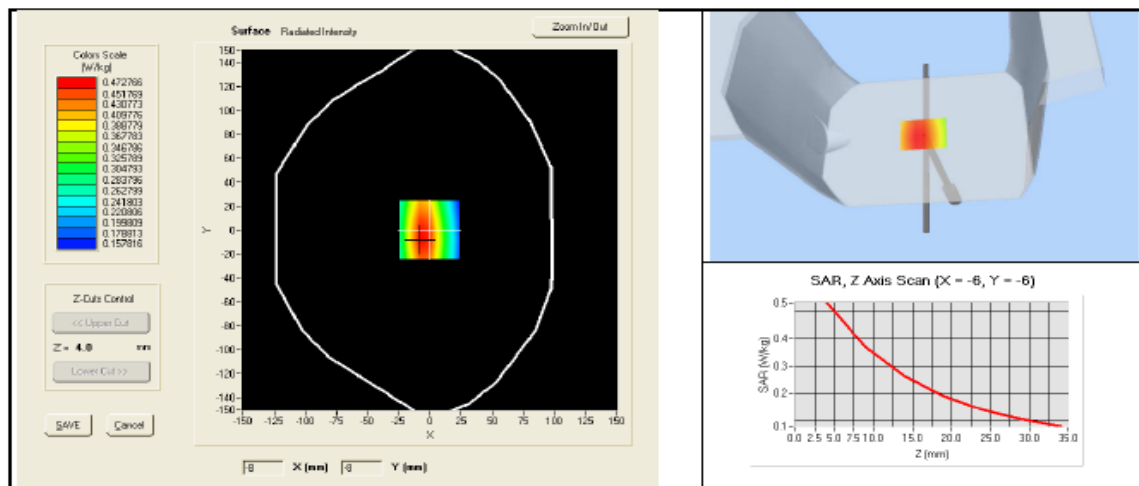 Surface Radiated Intensity
Zoom In/Out
Colors Scale
(W/kg)
0.472766
0.451769
0.430773
0.409776
0.388779
0.367783
0.346786
0.325789
0.304793
0.283796
0.262799
0.241803
0.220806
0.199809
0.178813
0.157816
Z-Cuts Control
<< Upper Cut
Z = 4.0 mm
Lower Cut >>
SAVE Cancel
150
140
120
100
80
60
40
20
0
-20
-40
-60
-80
-100
-120
-140
-150
Y
-150 -125 -100 -75 -50 -25 0 25 50 75 100 125 150
X
-8 X (mm) -8 Y (mm)
SAR, Z Axis Scan (X = -6, Y = -6)
SAR (W/kg)
0.5
0.4
0.3
0.2
0.1
0.0 2.5 5.0 7.5 10.0 15.0 20.0 25.0 30.0 35.0
Z (mm)